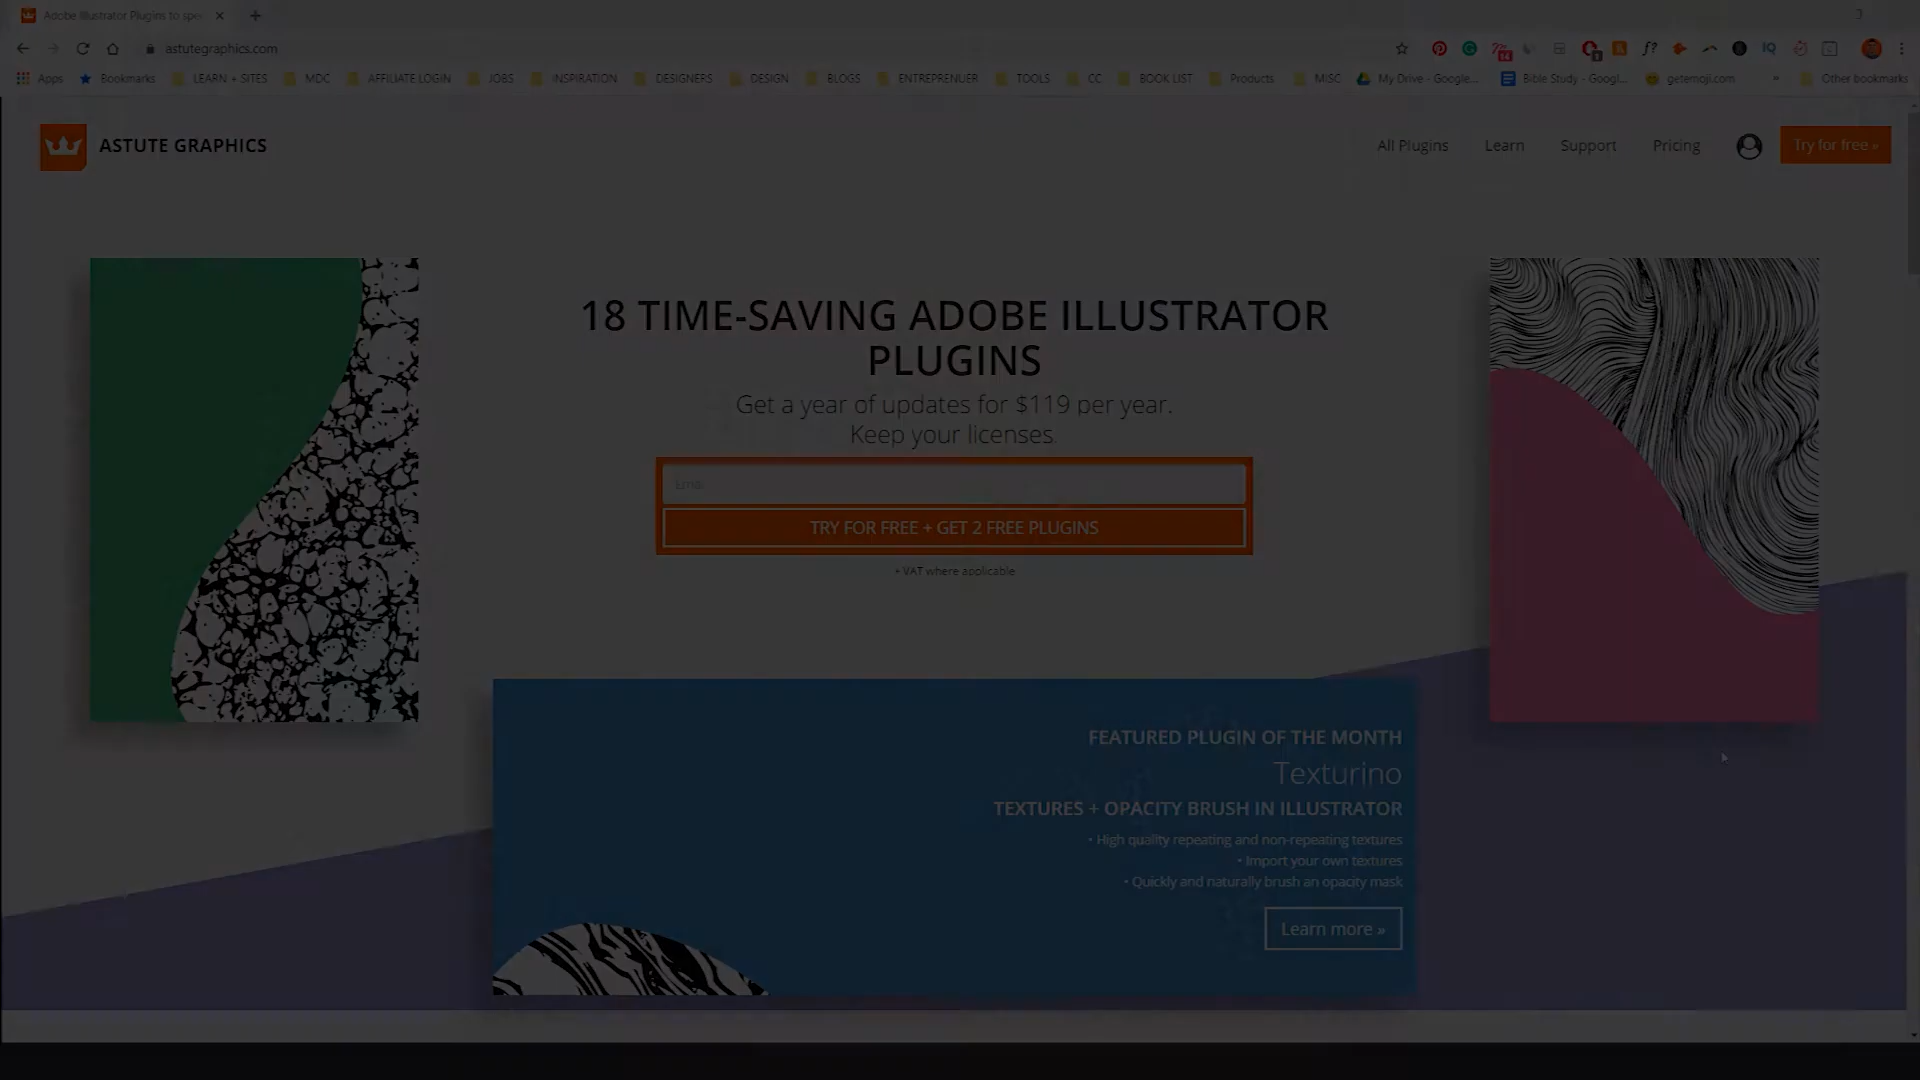 Adobe Illustrator Plugins to spe
astutegraphics.com
Apps
Bookmarks
LEARN + SITES
MDC
AFFILIATE LOGIN
JOBS
INSPIRATION
DESIGNERS
DESIGN
BLOGS
ENTREPRENUER
TOOLS
CC
BOOK LIST
Products
MISC
My Drive - Google...
Bible Study - Googl...
getemoji.com
»
Other bookmarks
ASTUTE GRAPHICS
All Plugins
Learn
Support
Pricing
Try for free »
18 TIME-SAVING ADOBE ILLUSTRATOR
PLUGINS
Get a year of updates for $119 per year.
Keep your licenses.
Email
TRY FOR FREE + GET 2 FREE PLUGINS
+ VAT where applicable
FEATURED PLUGIN OF THE MONTH
Texturino
TEXTURES + OPACITY BRUSH IN ILLUSTRATOR
• High quality repeating and non-repeating textures
• Import your own textures
• Quickly and naturally brush an opacity mask
Learn more »